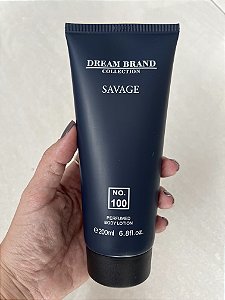 DREAM BRAND
COLLECTION
SAVAGE
NO.
100
PERFUMED
BODY LOTION
e 200ml 6.8fl.oz.